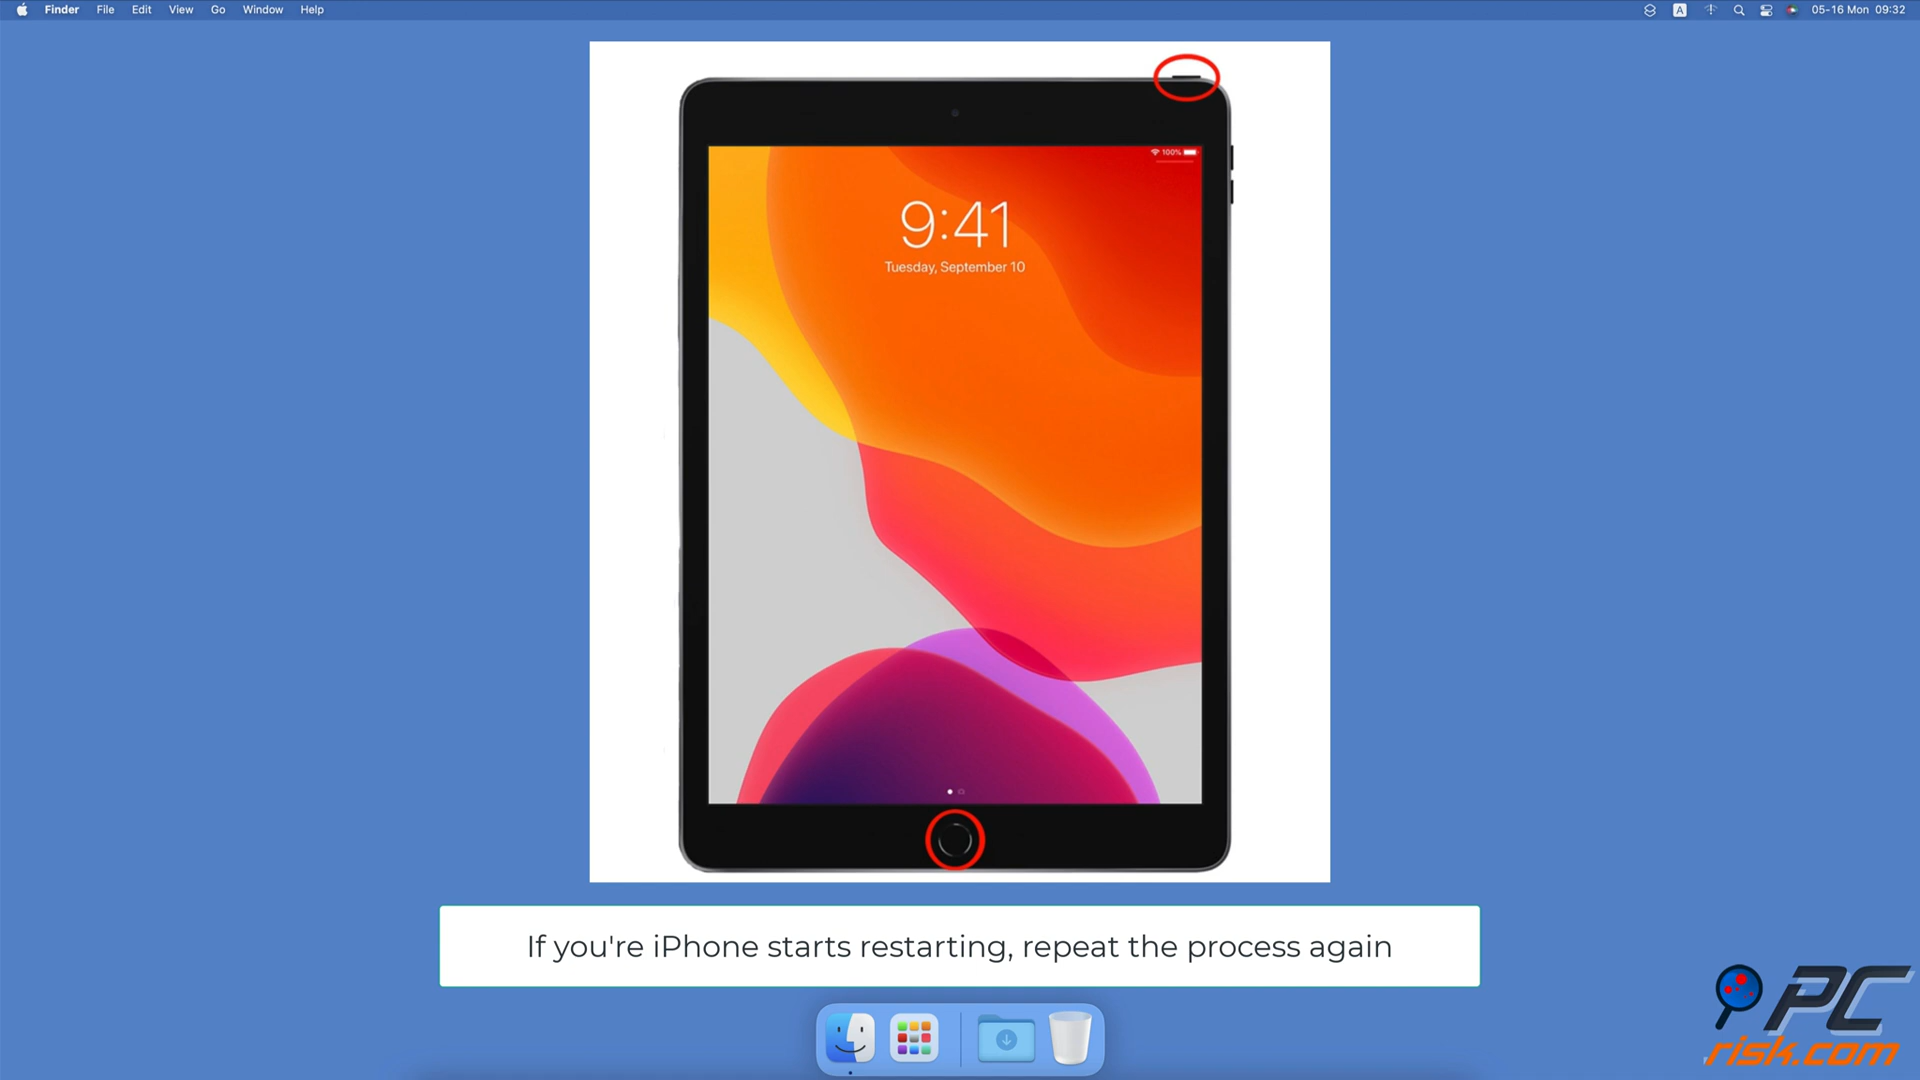 Finder File Edit View Go Window Help
A 05-16 Mon 09:32
100%
9:41
Tuesday, September 10
If you're iPhone starts restarting, repeat the process again
PC
risk.com